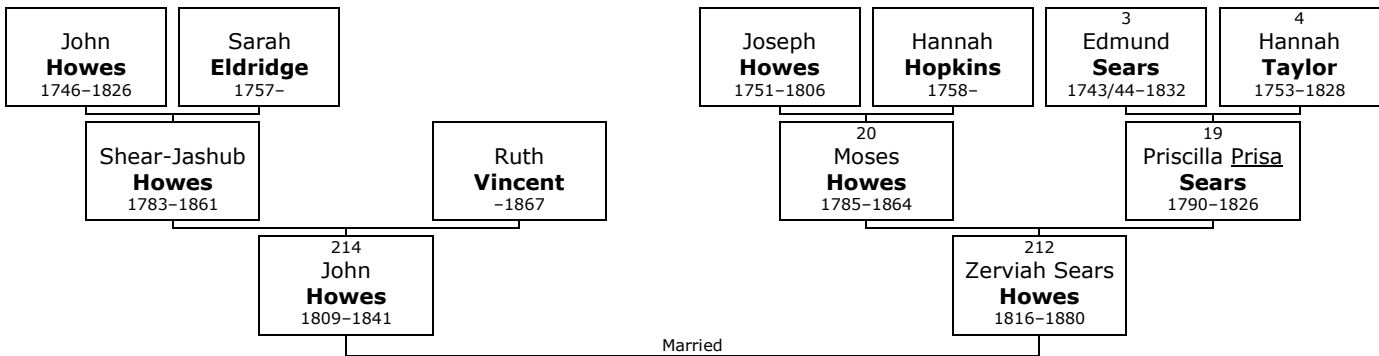 John
Howes
1746–1826
Sarah
Eldridge
1757–
Joseph
Howes
1751–1806
Hannah
Hopkins
1758–
3
Edmund
Sears
1743/44–1832
4
Hannah
Taylor
1753–1828
Shear-Jashub
Howes
1783–1861
Ruth
Vincent
–1867
20
Moses
Howes
1785–1864
19
Priscilla Prisa
Sears
1790–1826
214
John
Howes
1809–1841
212
Zerviah Sears
Howes
1816–1880
Married